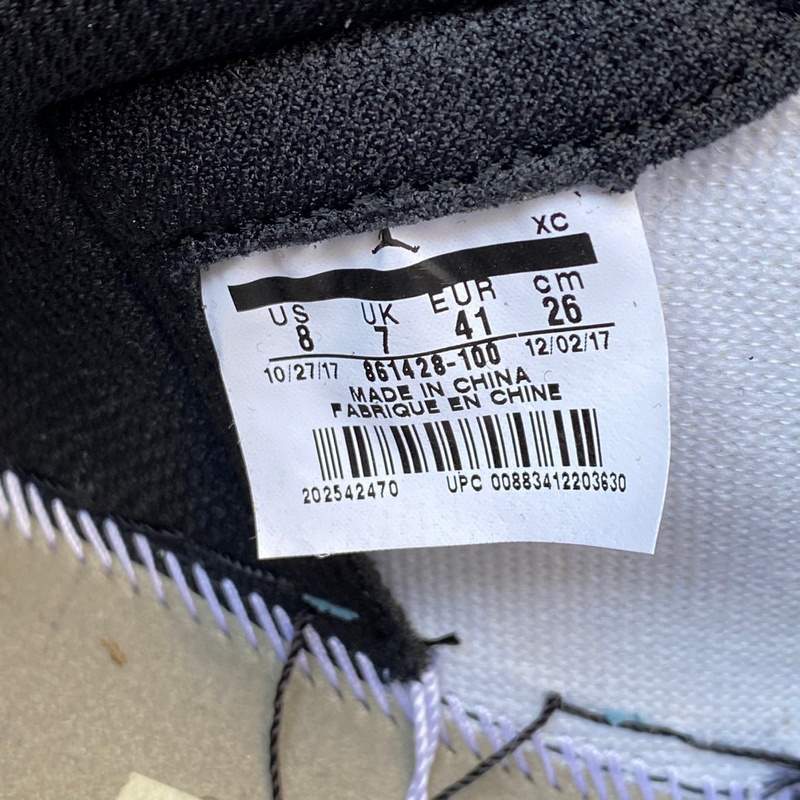 XC
US UK EUR cm
8 7 41 26
10/27/17 861428-100 12/02/17
MADE IN CHINA
FABRIQUE EN CHINE
202542470 UPC 00883412203630